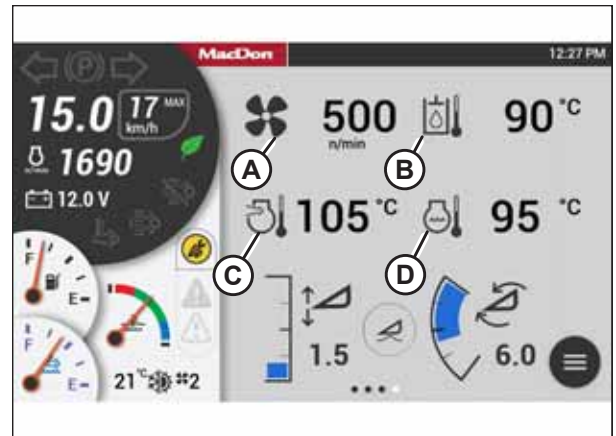 MacDon
12:27 PM
P
15.0 17 MAX
km/h
n/min 1690
12.0 V
500
n/min
90 °C
A
B
105 °C
95 °C
C
D
F
E
F
E
1.5
6.0
21 °C 2